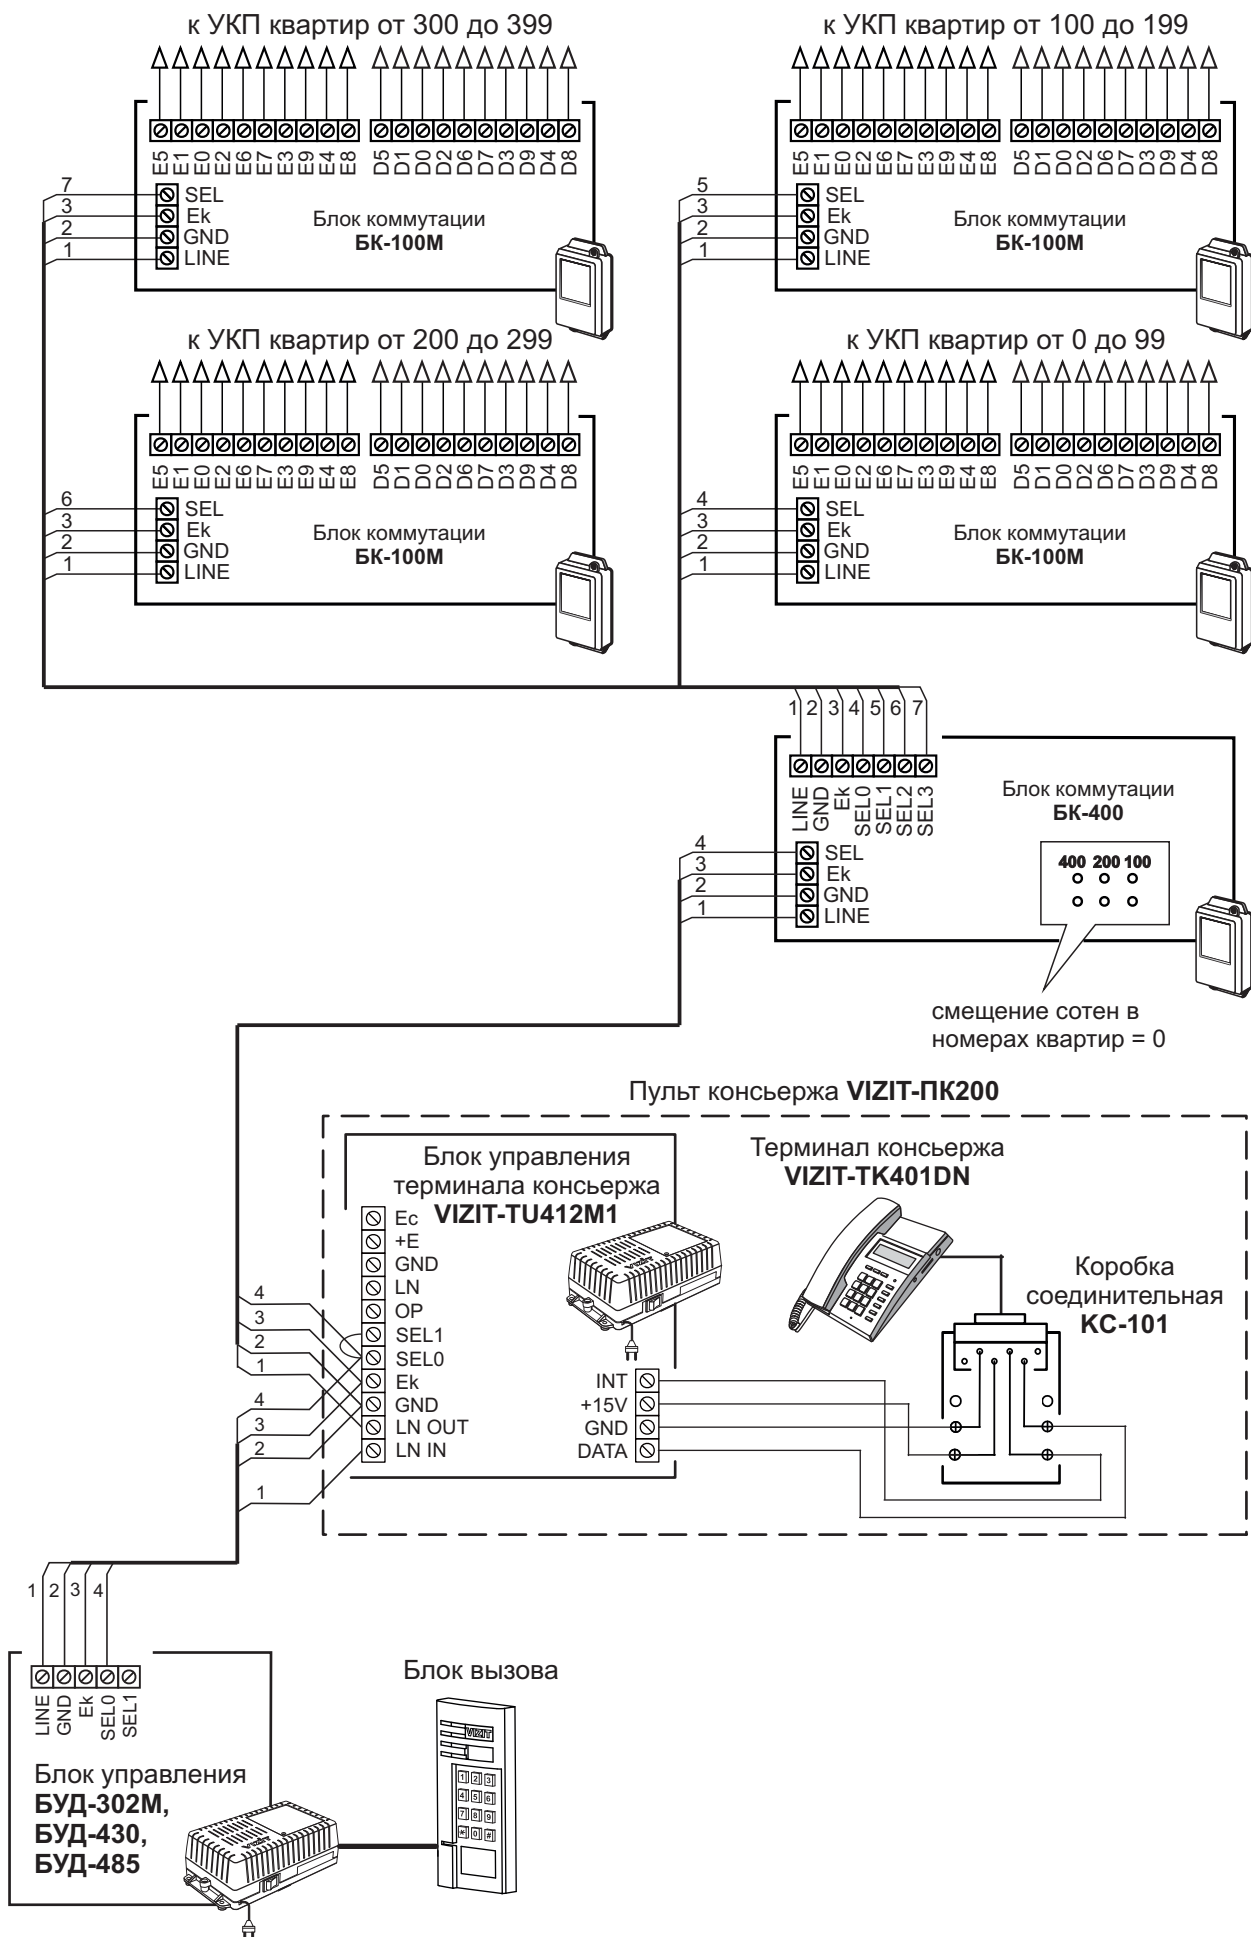 к УКП квартир от 300 до 399
к УКП квартир от 100 до 199
E5 E1 E0 E2 E6 E7 E3 E9 E4 E8 D5 D1 D0 D2 D6 D7 D3 D9 D4 D8
7 SEL
3 Ek
2 GND
1 LINE
Блок коммутации
БК-100М
E5 E1 E0 E2 E6 E7 E3 E9 E4 E8 D5 D1 D0 D2 D6 D7 D3 D9 D4 D8
5 SEL
3 Ek
2 GND
1 LINE
Блок коммутации
БК-100М
к УКП квартир от 200 до 299
к УКП квартир от 0 до 99
E5 E1 E0 E2 E6 E7 E3 E9 E4 E8 D5 D1 D0 D2 D6 D7 D3 D9 D4 D8
6 SEL
3 Ek
2 GND
1 LINE
Блок коммутации
БК-100М
E5 E1 E0 E2 E6 E7 E3 E9 E4 E8 D5 D1 D0 D2 D6 D7 D3 D9 D4 D8
4 SEL
3 Ek
2 GND
1 LINE
Блок коммутации
БК-100М
1 2 3 4 5 6 7
LINE GND Ek SEL0 SEL1 SEL2 SEL3
Блок коммутации
БК-400
400 200 100
4 SEL
3 Ek
2 GND
1 LINE
смещение сотен в
номерах квартир = 0
Пульт консьержа VIZIT-ПК200
Блок управления
терминала консьержа
VIZIT-TU412M1
Терминал консьержа
VIZIT-TK401DN
Коробка
соединительная
КС-101
Ec
+E
GND
LN
OP
SEL1
SEL0
Ek
GND
LN OUT
LN IN
4
3
2
1
4
3
2
1
INT
+15V
GND
DATA
1 2 3 4
LINE GND Ek SEL0 SEL1
Блок управления
БУД-302М,
БУД-430,
БУД-485
Блок вызова
VIZIT
1 2 3
4 5 6
7 8 9
* 0 #